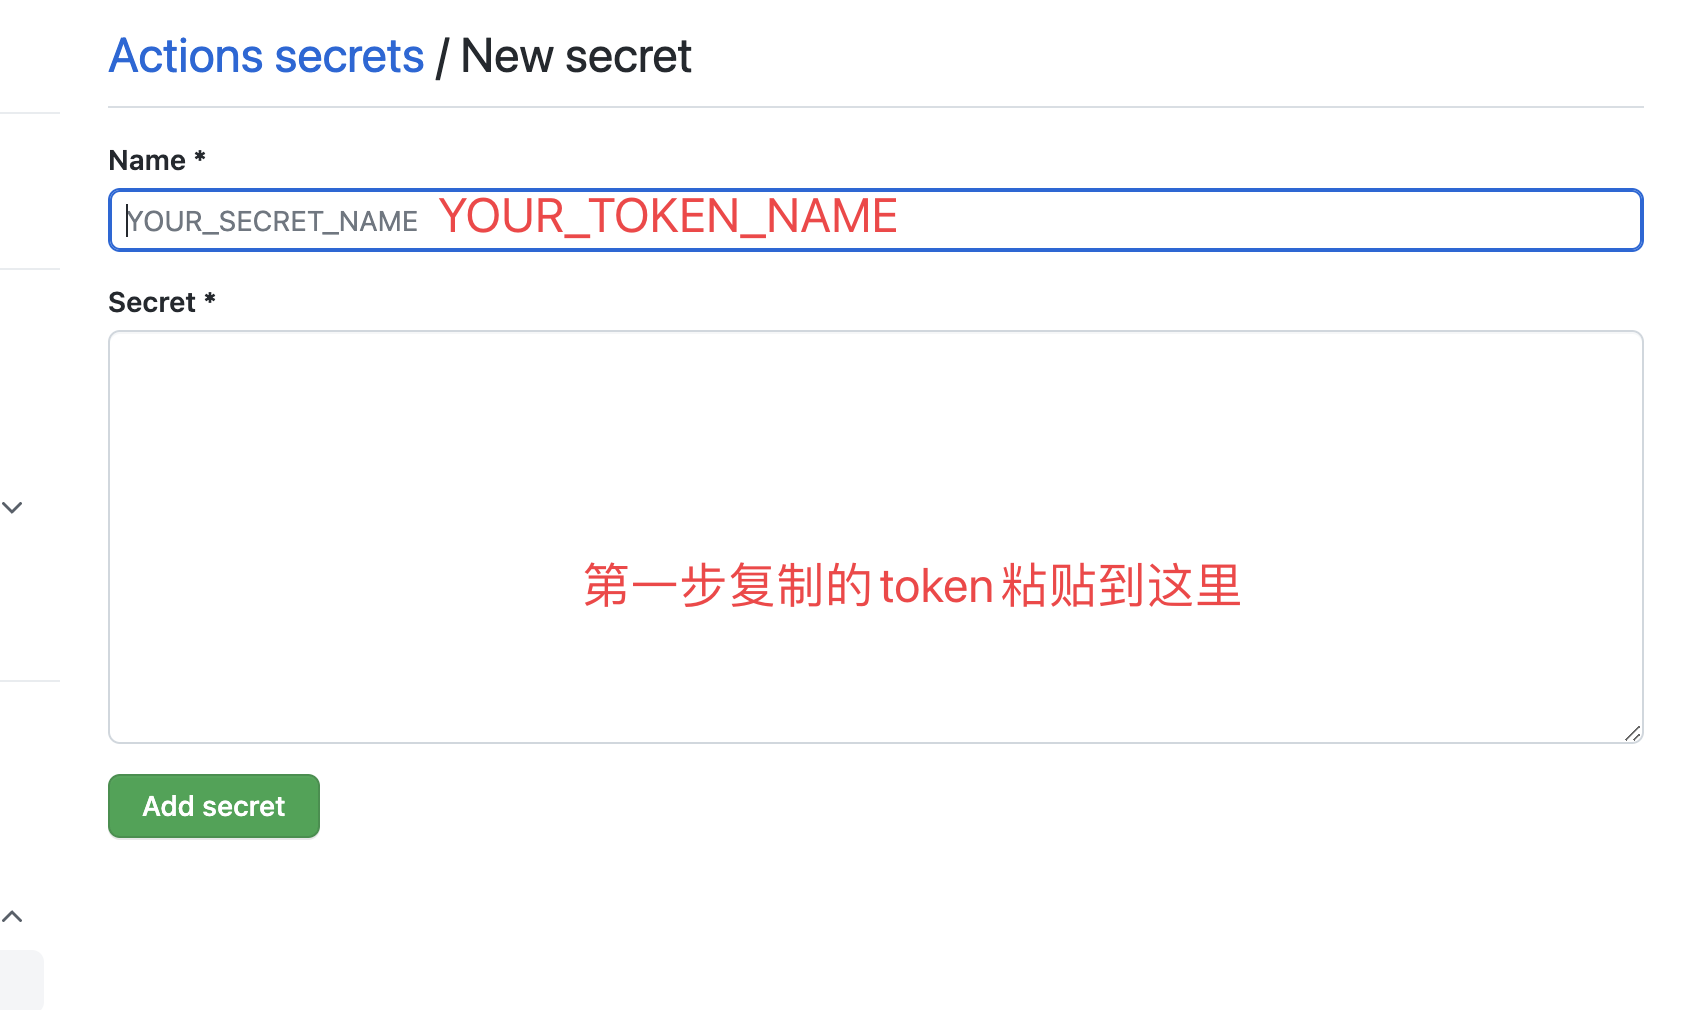 Actions secrets / New secret
Name *
YOUR_SECRET_NAME YOUR_TOKEN_NAME
Secret *
第一步复制的token粘贴到这里
Add secret